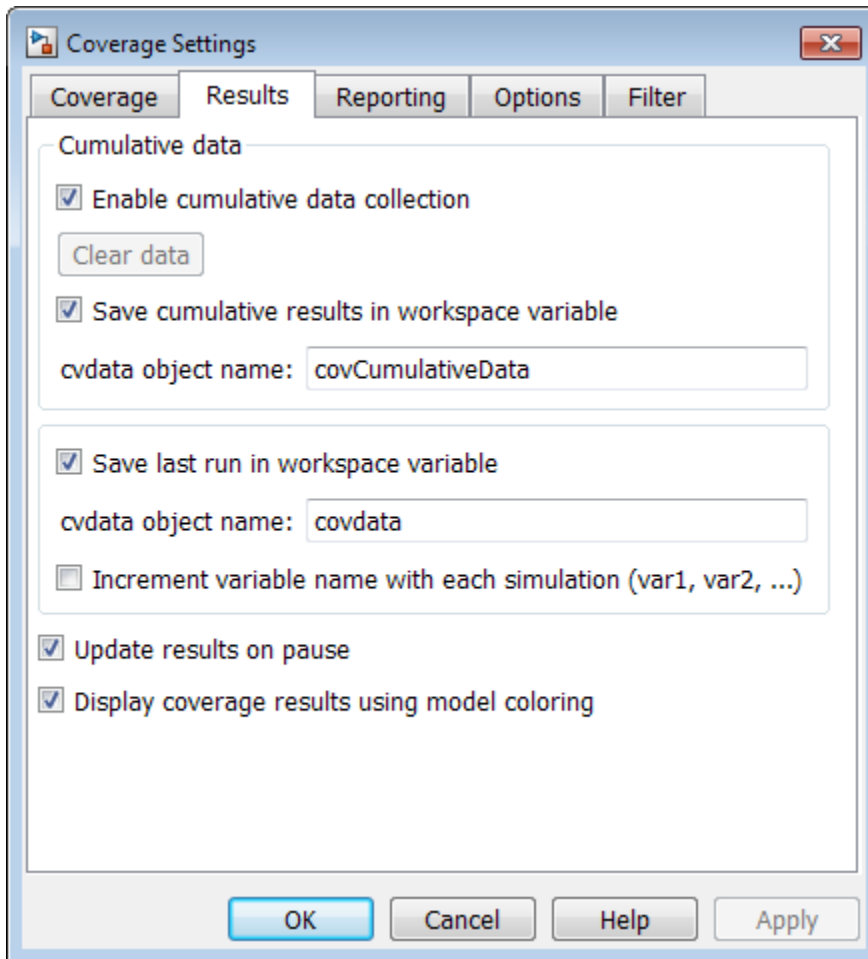 Coverage Settings
Coverage Results Reporting Options Filter
Cumulative data
Enable cumulative data collection
Clear data
Save cumulative results in workspace variable
cvdata object name: covCumulativeData
Save last run in workspace variable
cvdata object name: covdata
Increment variable name with each simulation (var1, var2, ...)
Update results on pause
Display coverage results using model coloring
OK Cancel Help Apply